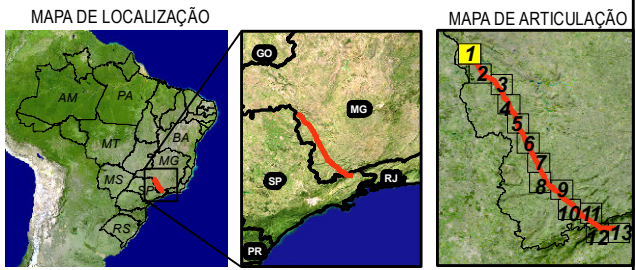 MAPA DE LOCALIZAÇÃO
AM
PA
MT
BA
MG
MS
SP
RS
GO
MG
SP
RJ
PR
MAPA DE ARTICULAÇÃO
1
2
3
4
5
6
7
8
9
10
11
12
13